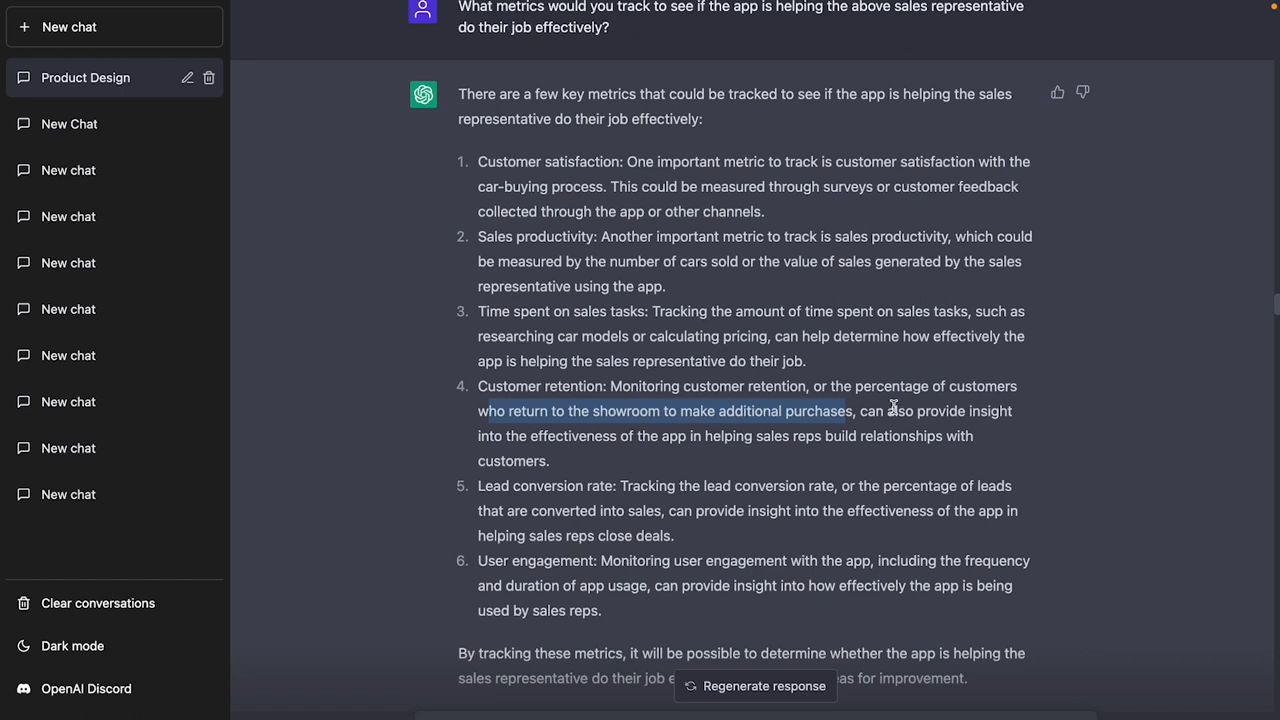 New chat
Product Design
New Chat
New chat
New chat
New chat
New chat
New chat
New chat
New chat
New chat
Clear conversations
Dark mode
OpenAI Discord
What metrics would you track to see if the app is helping the above sales representative
do their job effectively?
There are a few key metrics that could be tracked to see if the app is helping the sales
representative do their job effectively:
1. Customer satisfaction: One important metric to track is customer satisfaction with the
car-buying process. This could be measured through surveys or customer feedback
collected through the app or other channels.
2. Sales productivity: Another important metric to track is sales productivity, which could
be measured by the number of cars sold or the value of sales generated by the sales
representative using the app.
3. Time spent on sales tasks: Tracking the amount of time spent on sales tasks, such as
researching car models or calculating pricing, can help determine how effectively the
app is helping the sales representative do their job.
4. Customer retention: Monitoring customer retention, or the percentage of customers
who return to the showroom to make additional purchases, can also provide insight
into the effectiveness of the app in helping sales reps build relationships with
customers.
5. Lead conversion rate: Tracking the lead conversion rate, or the percentage of leads
that are converted into sales, can provide insight into the effectiveness of the app in
helping sales reps close deals.
6. User engagement: Monitoring user engagement with the app, including the frequency
and duration of app usage, can provide insight into how effectively the app is being
used by sales reps.
By tracking these metrics, it will be possible to determine whether the app is helping the
sales representative do their job as for improvement.
Regenerate response